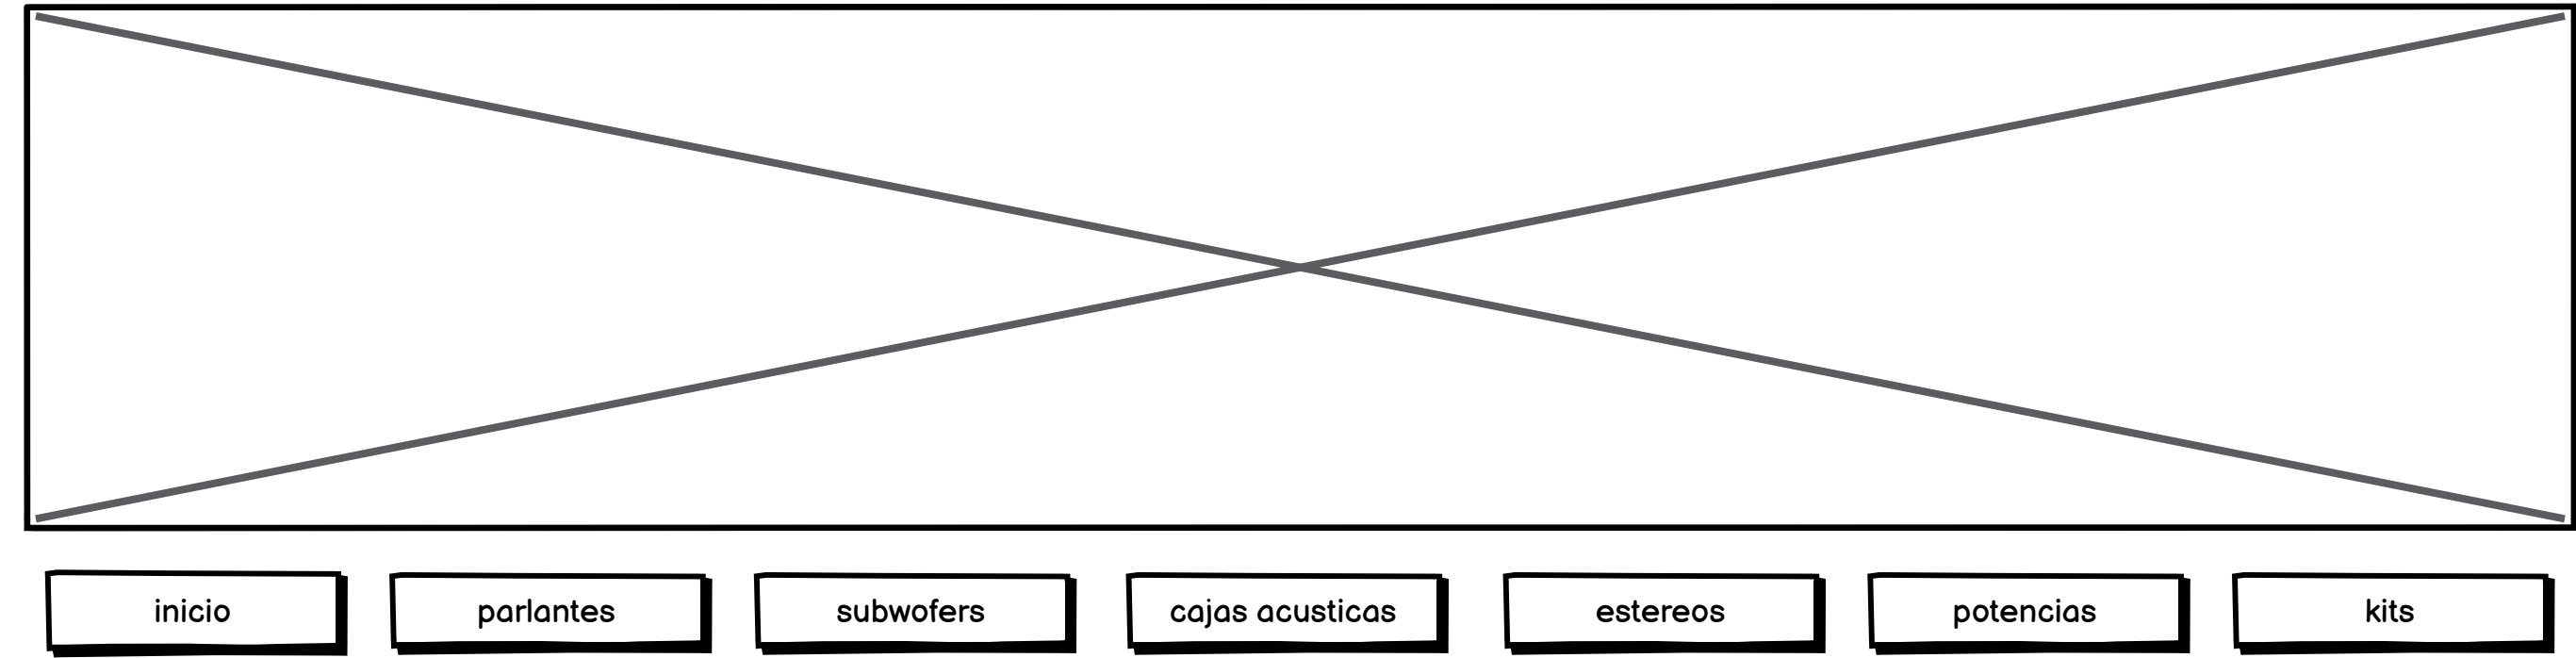 inicio
parlantes
subwofers
cajas acusticas
estereos
potencias
kits